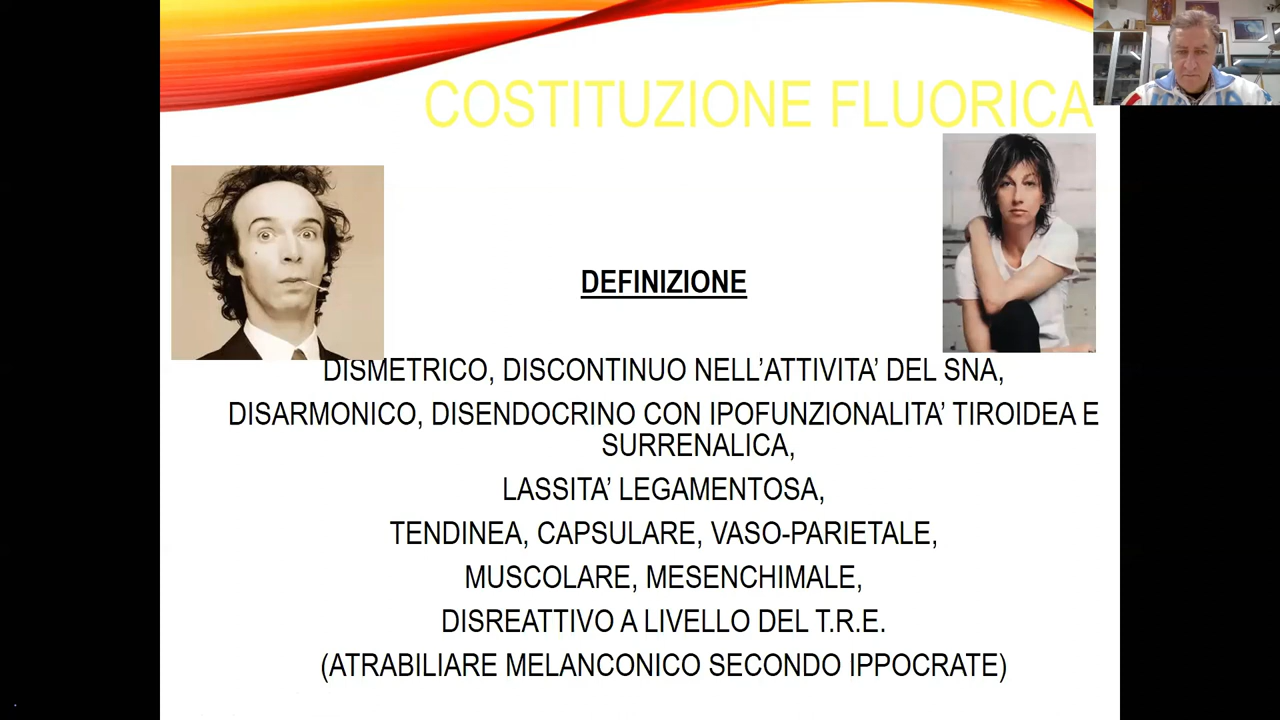 COSTITUZIONE FLUORICA
DEFINIZIONE
DISMETRICO, DISCONTINUO NELL’ATTIVITA’ DEL SNA,
DISARMONICO, DISENDOCRINO CON IPOFUNZIONALITA’ TIROIDEA E
SURRENALICA,
LASSITA’ LEGAMENTOSA,
TENDINEA, CAPSULARE, VASO-PARIETALE,
MUSCOLARE, MESENCHIMALE,
DISREATTIVO A LIVELLO DEL T.R.E.
(ATRABILIARE MELANCONICO SECONDO IPPOCRATE)